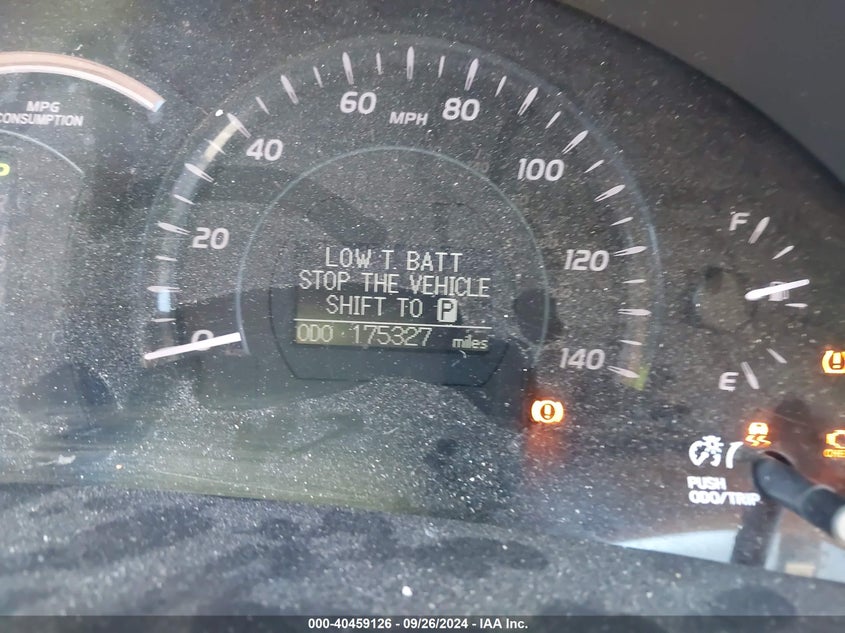 MPG
CONSUMPTION
0
20
40
60
MPH
80
100
120
140
F
E
LOW T BATT
STOP THE VEHICLE
SHIFT TO P
ODO 175327 miles
PUSH
ODO/TRIP
000-40459126 - 09/26/2024 - IAA Inc.